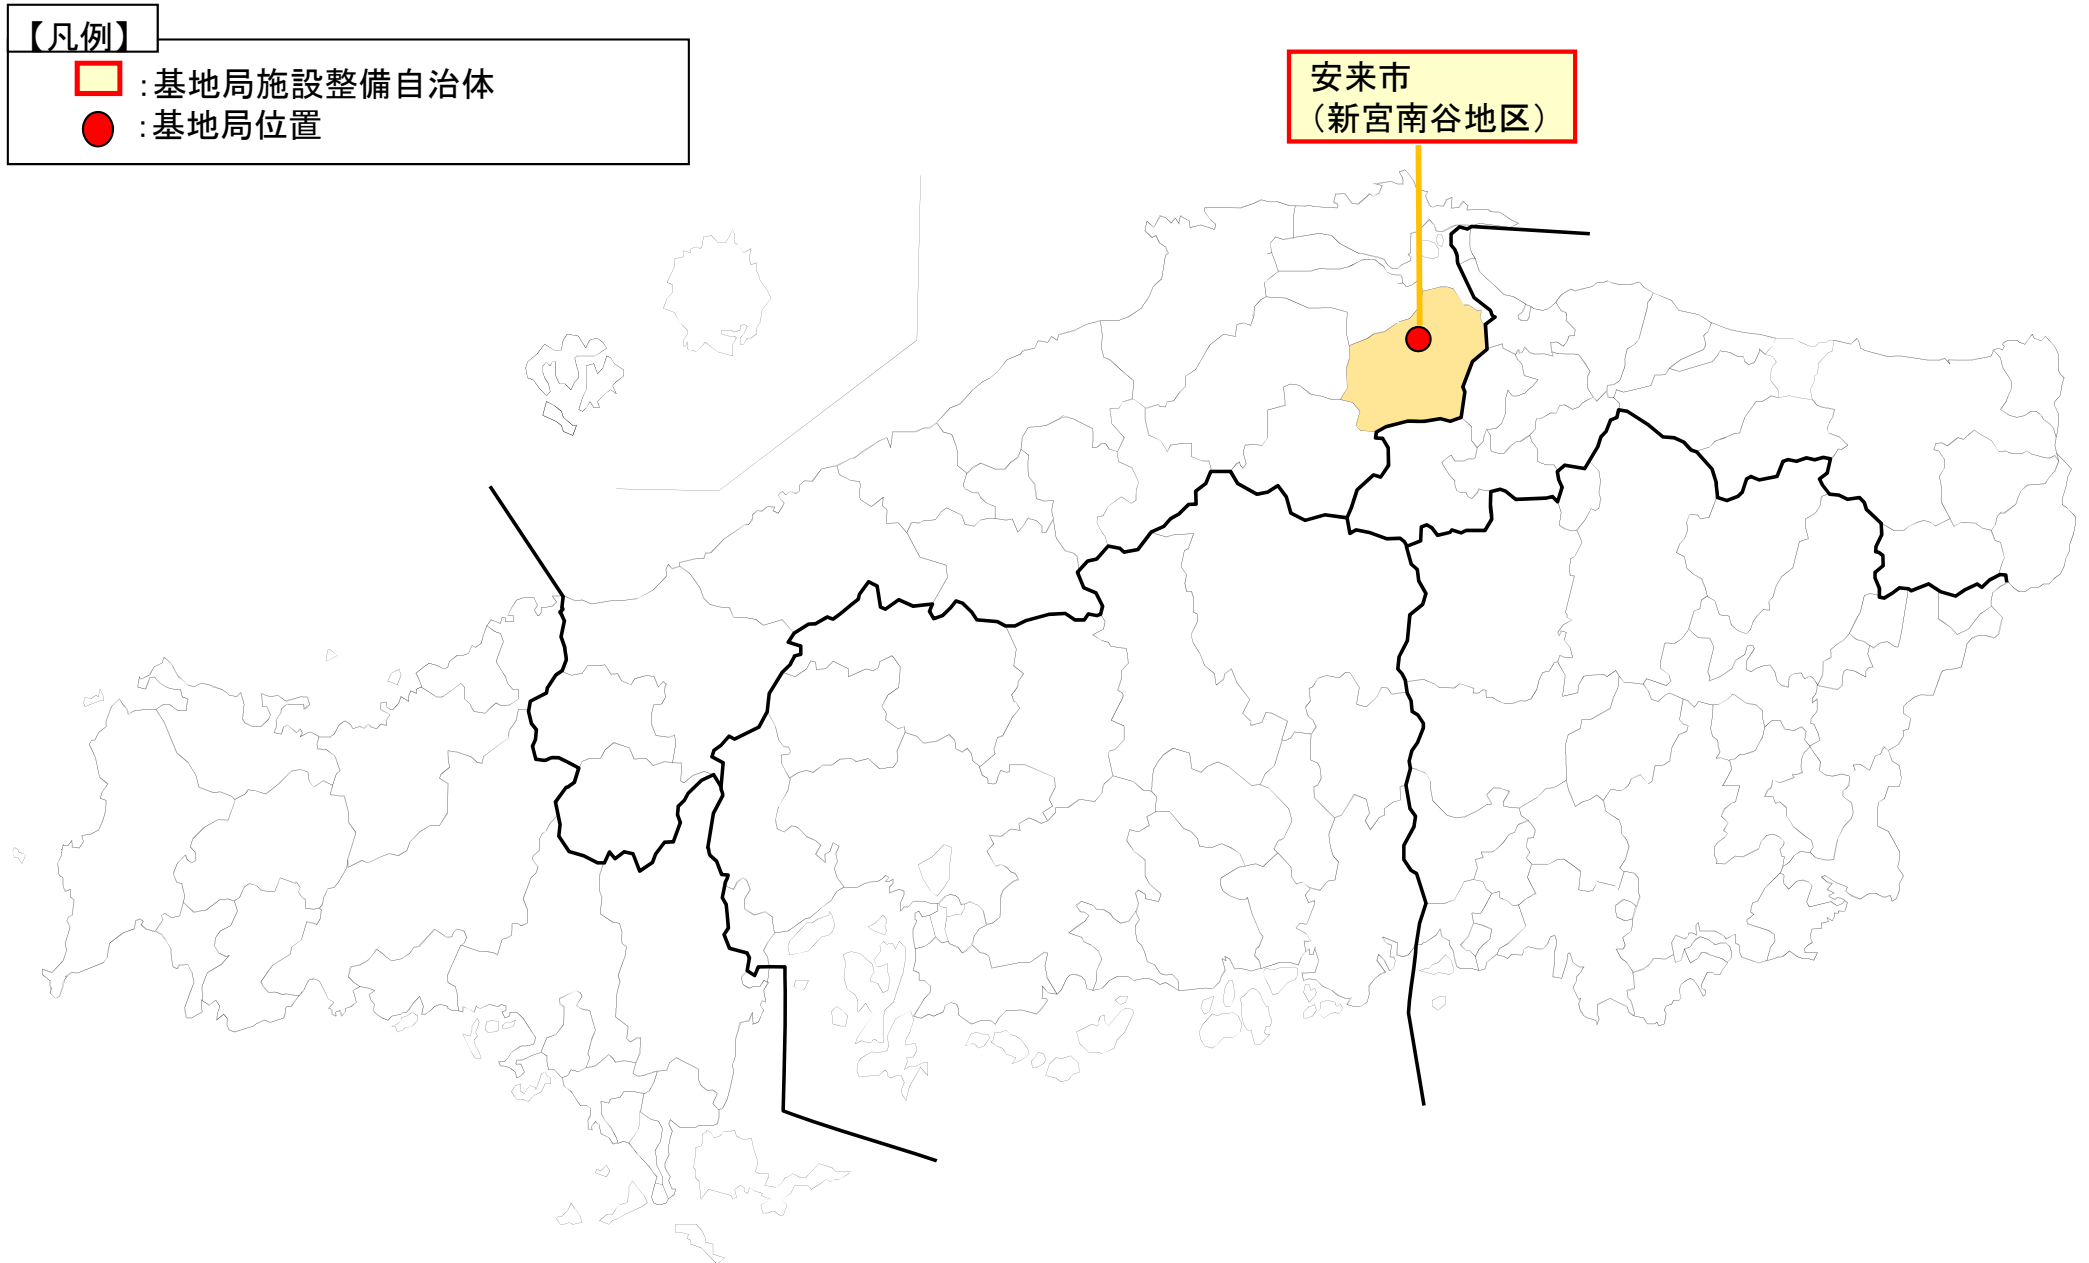 【凡例】
：基地局施設整備自治体
：基地局位置
安来市
（新宮南谷地区）